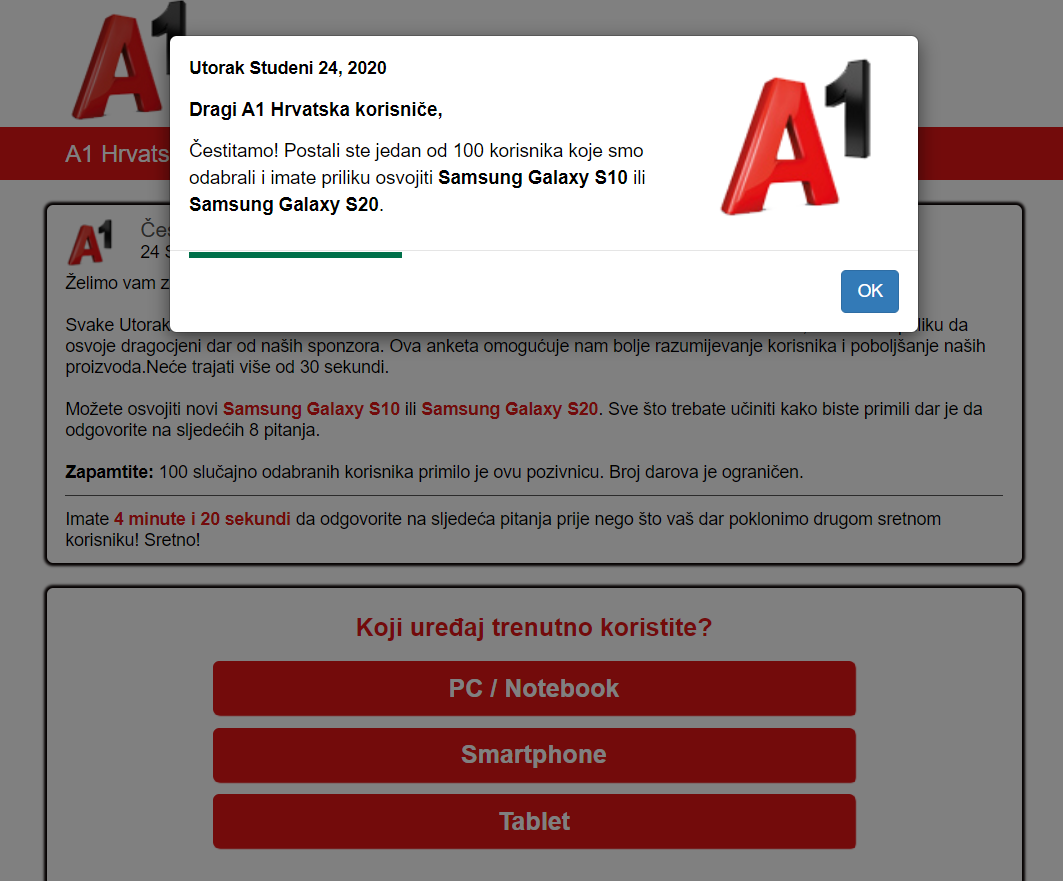 A1
A1 Hrvats
Utorak Studeni 24, 2020
Dragi A1 Hrvatska korisniče,
Čestitamo! Postali ste jedan od 100 korisnika koje smo
odabrali i imate priliku osvojiti Samsung Galaxy S10 ili
Samsung Galaxy S20.
A1
OK
A1
24 S
Želimo vam z
Svake Utorak
osvoje dragocjeni dar od naših sponzora. Ova anketa omogućuje nam bolje razumijevanje korisnika i poboljšanje naših
proizvoda.Neće trajati više od 30 sekundi.
Možete osvojiti novi Samsung Galaxy S10 ili Samsung Galaxy S20. Sve što trebate učiniti kako biste primili dar je da
odgovorite na sljedećih 8 pitanja.
Zapamtite: 100 slučajno odabranih korisnika primilo je ovu pozivnicu. Broj darova je ograničen.
Imate 4 minute i 20 sekundi da odgovorite na sljedeća pitanja prije nego što vaš dar poklonimo drugom sretnom
korisniku! Sretno!
Koji uređaj trenutno koristite?
PC / Notebook
Smartphone
Tablet